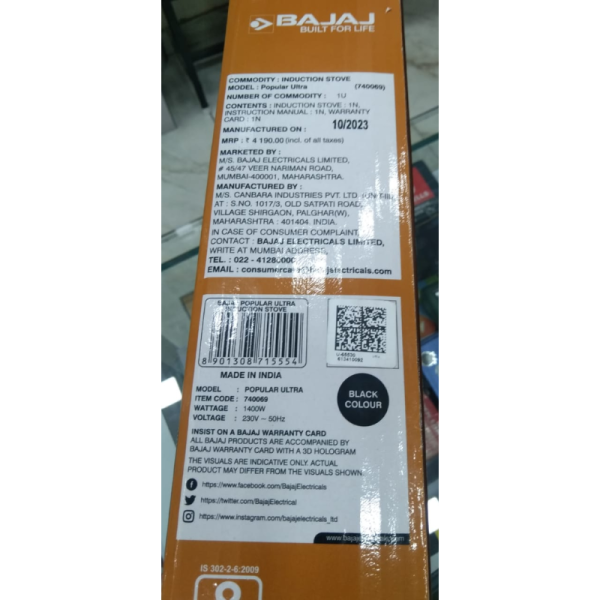 BAJAJ
BUILT FOR LIFE
COMMODITY : INDUCTION STOVE
MODEL : Popular Ultra (740069)
NUMBER OF COMMODITY : 1U
CONTENTS : INDUCTION STOVE : 1N,
INSTRUCTION MANUAL : 1N, WARRANTY
CARD : 1N
MANUFACTURED ON : 10/2023
MRP : ₹ 4 190.00 (incl. of all taxes)
MARKETED BY :
M/S. BAJAJ ELECTRICALS LIMITED,
# 45/47 VEER NARIMAN ROAD,
MUMBAI-400001, MAHARASHTRA.
MANUFACTURED BY :
M/S. CANBARA INDUSTRIES PVT. LTD.
AT : S.NO. 1017/3, OLD SATPATI ROAD,
VILLAGE SHIRGAON, PALGHAR(W),
MAHARASHTRA : 401404. INDIA.
IN CASE OF CONSUMER COMPLAINT
CONTACT : BAJAJ ELECTRICALS LIMITED,
WRITE AT MUMBAI ADDRESS,
TEL. : 022 - 41280000
EMAIL : consumercare@bajajelectricals.com
BAJAJ POPULAR ULTRA
INDUCTION STOVE
8 901308 715554
MADE IN INDIA
MODEL : POPULAR ULTRA
ITEM CODE : 740069
WATTAGE : 1400W
VOLTAGE : 230V ~ 50Hz
BLACK
COLOUR
INSIST ON A BAJAJ WARRANTY CARD
ALL BAJAJ PRODUCTS ARE ACCOMPANIED BY
BAJAJ WARRANTY CARD WITH A 3D HOLOGRAM
THE VISUALS ARE INDICATIVE ONLY. ACTUAL
PRODUCT MAY DIFFER FROM THE VISUALS SHOWN
https://www.facebook.com/BajajElectricals
https://twitter.com/BajajElectrical
https://www.instagram.com/bajajelectricals_ltd
IS 302-2-6:2009